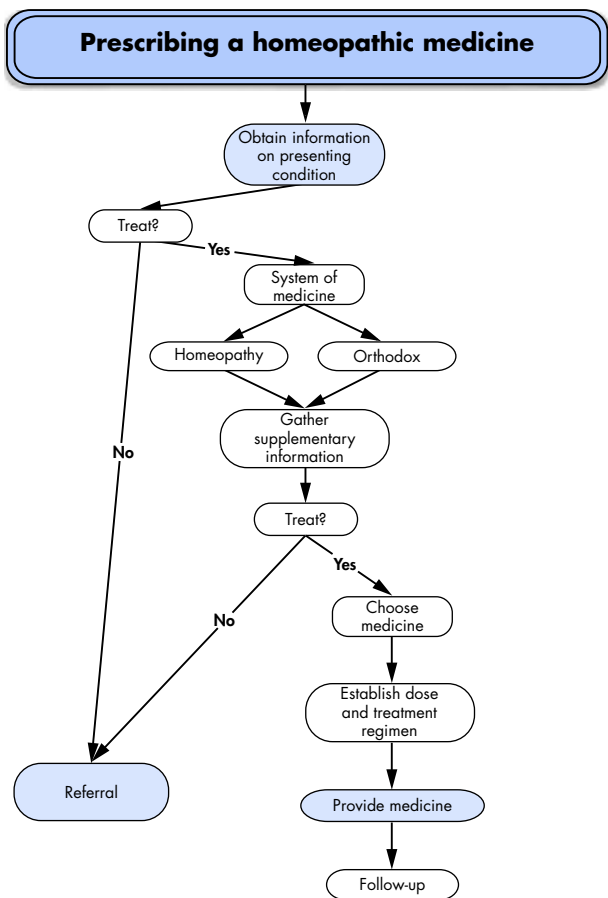 Prescribing a homeopathic medicine
Obtain information
on presenting
condition
Treat?
Yes
System of
medicine
Homeopathy
Orthodox
Gather
supplementary
information
No
Treat?
Yes
Choose
medicine
No
Establish dose
and treatment
regimen
Referral
Provide medicine
Follow-up